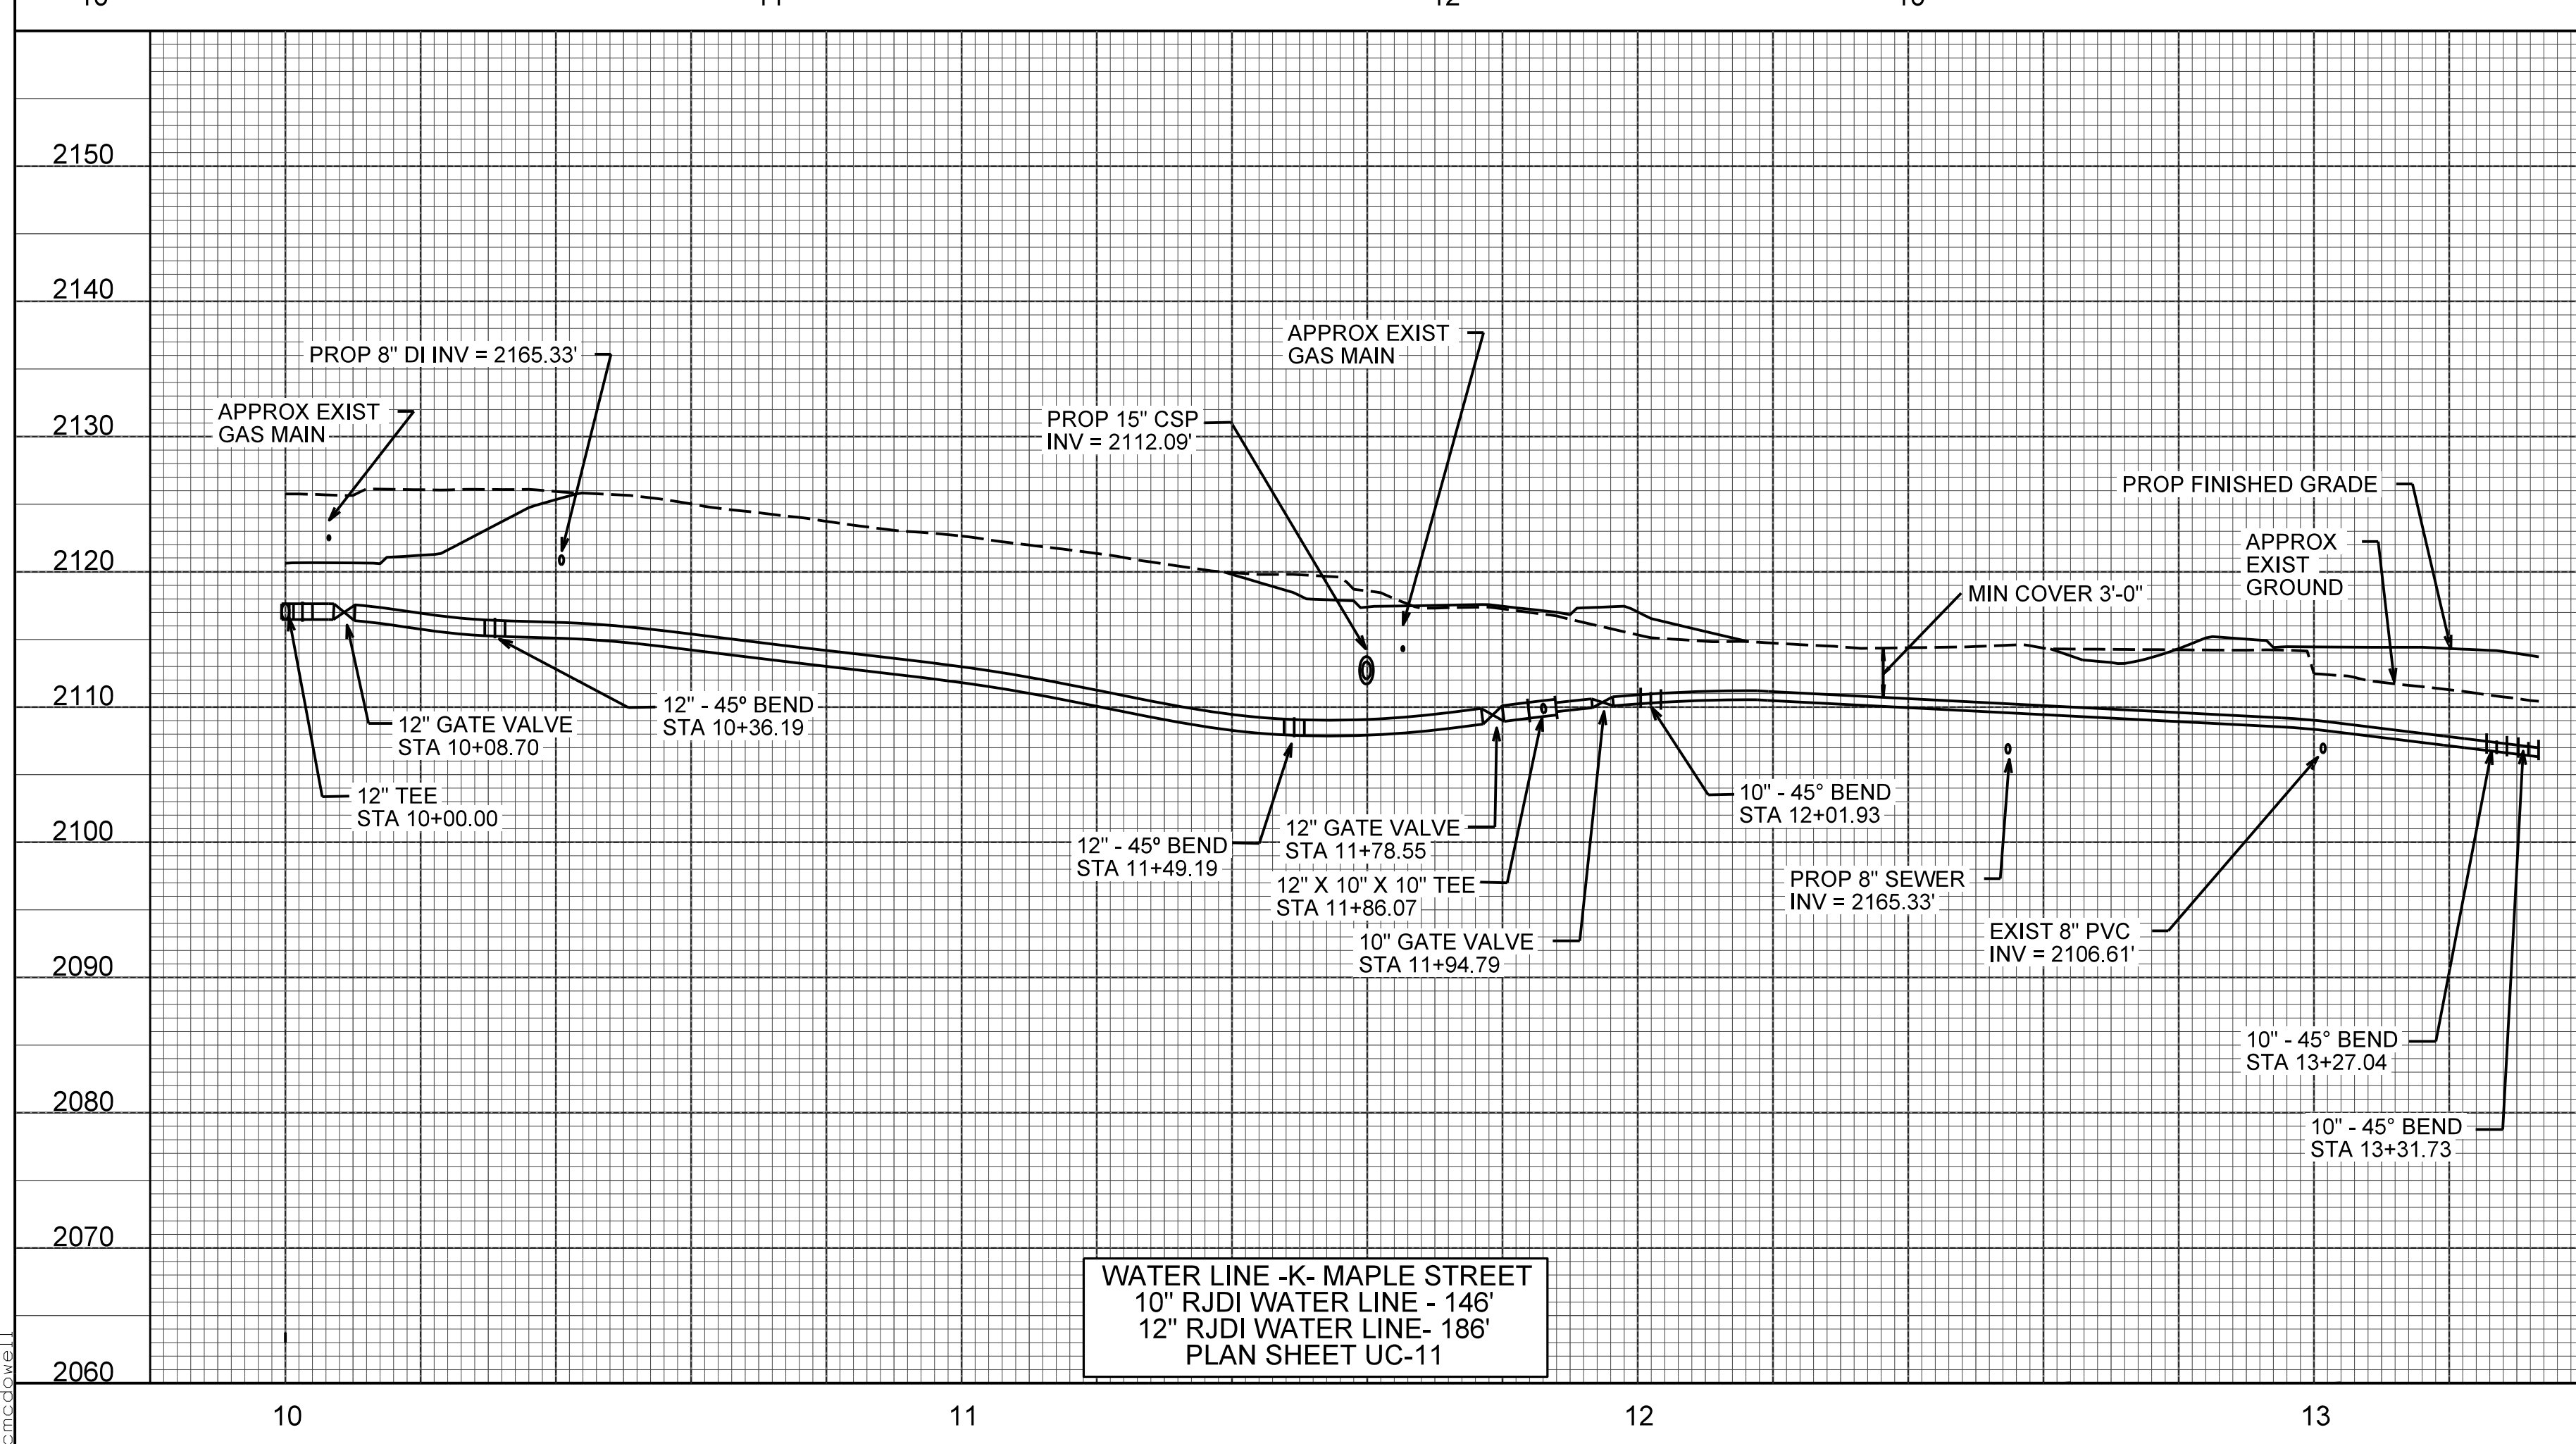 2150
2140
2130
2120
2110
2100
2090
2080
2070
2060
APPROX EXIST
GAS MAIN
PROP 8" DI INV = 2165.33'
PROP 15" CSP
INV = 2112.09'
APPROX EXIST
GAS MAIN
PROP FINISHED GRADE
APPROX
EXIST
GROUND
MIN COVER 3'-0"
12" - 45º BEND
STA 10+36.19
12" GATE VALVE
STA 10+08.70
12" TEE
STA 10+00.00
12" - 45º BEND
STA 11+49.19
12" GATE VALVE
STA 11+78.55
12" X 10" X 10" TEE
STA 11+86.07
10" GATE VALVE
STA 11+94.79
10" - 45° BEND
STA 12+01.93
PROP 8" SEWER
INV = 2165.33'
EXIST 8" PVC
INV = 2106.61'
10" - 45° BEND
STA 13+27.04
10" - 45° BEND
STA 13+31.73
WATER LINE -K- MAPLE STREET
10" RJDI WATER LINE - 146'
12" RJDI WATER LINE- 186'
PLAN SHEET UC-11
10
11
12
13
cmcdowell